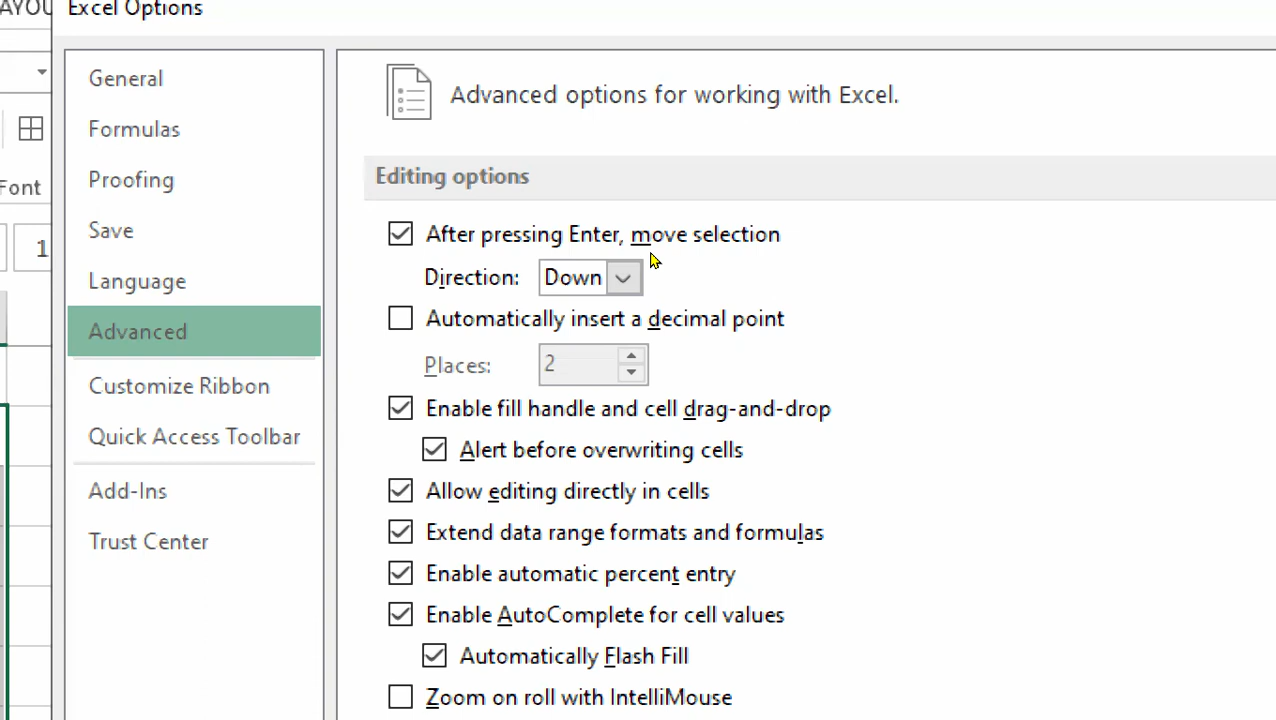 AYOU
Excel Options
Font
1
General
Formulas
Proofing
Save
Language
Advanced
Customize Ribbon
Quick Access Toolbar
Add-Ins
Trust Center
Advanced options for working with Excel.
Editing options
After pressing Enter, move selection
Direction: Down
Automatically insert a decimal point
Places: 2
Enable fill handle and cell drag-and-drop
Alert before overwriting cells
Allow editing directly in cells
Extend data range formats and formulas
Enable automatic percent entry
Enable AutoComplete for cell values
Automatically Flash Fill
Zoom on roll with IntelliMouse